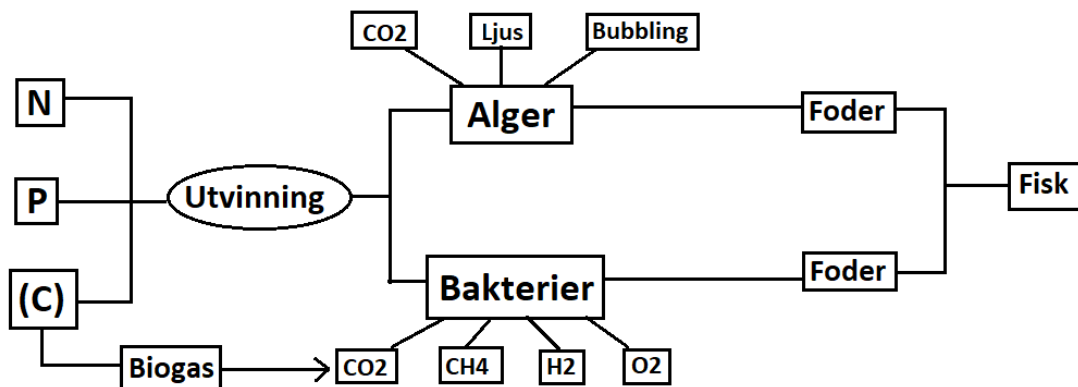 CO2
Ljus
Bubbling
N
Alger
Foder
P
Utvinning
Fisk
(C)
Bakterier
Foder
Biogas
CO2
CH4
H2
O2